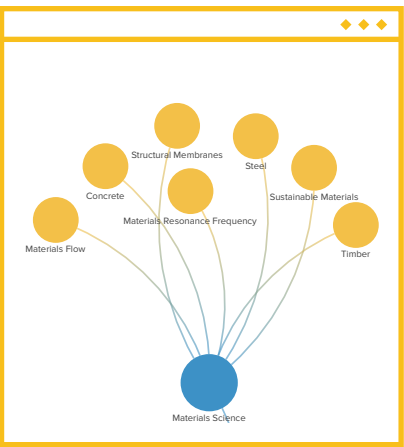 Structural Membranes
Steel
Concrete
Sustainable Materials
Materials Resonance Frequency
Materials Flow
Timber
Materials Science